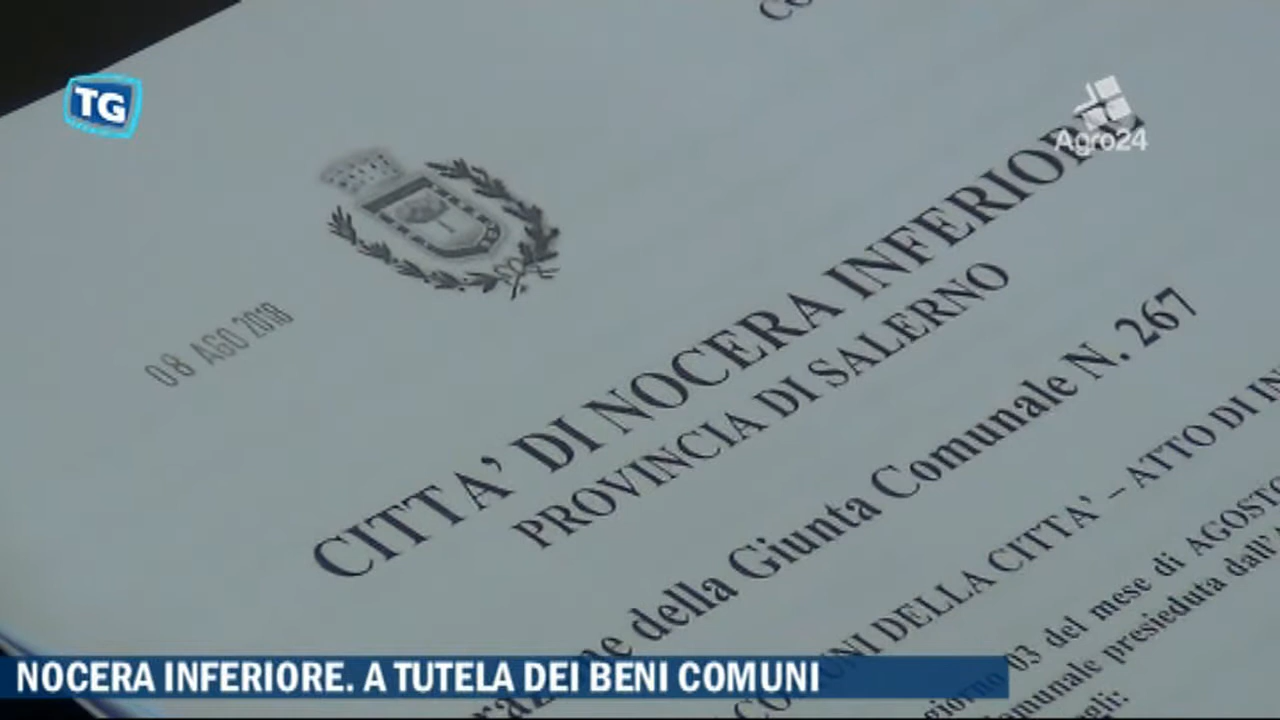 TG
Agro24
08 AGO 2018
CITTA' DI NOCERA INFERIORE
PROVINCIA DI SALERNO
della Giunta Comunale N. 267
DELLA CITTA' – ATTO DI
03 del mese di AGOSTO
presieduta
NOCERA INFERIORE. A TUTELA DEI BENI COMUNI